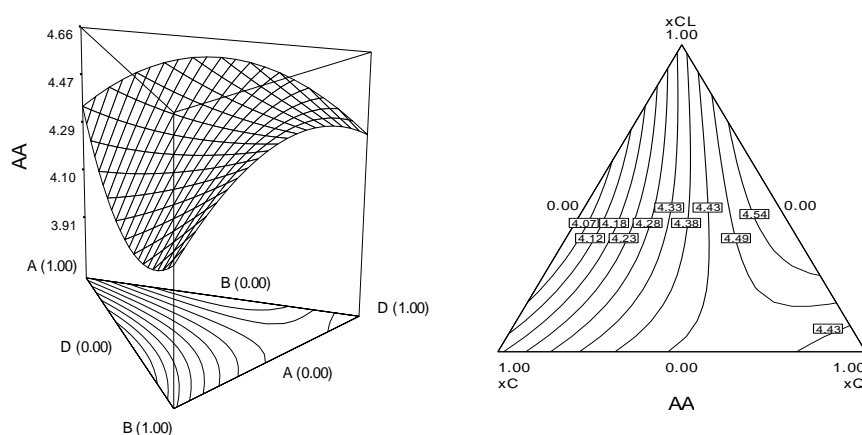 4.66
4.47
4.29
4.10
3.91
AA
A (1.00)
B (0.00)
D (1.00)
D (0.00)
A (0.00)
B (1.00)
xCL
1.00
0.00
0.00
4.33
4.43
4.54
4.07
4.18
4.28
4.38
4.12
4.23
4.49
4.43
1.00
0.00
1.00
xC
xQ
AA